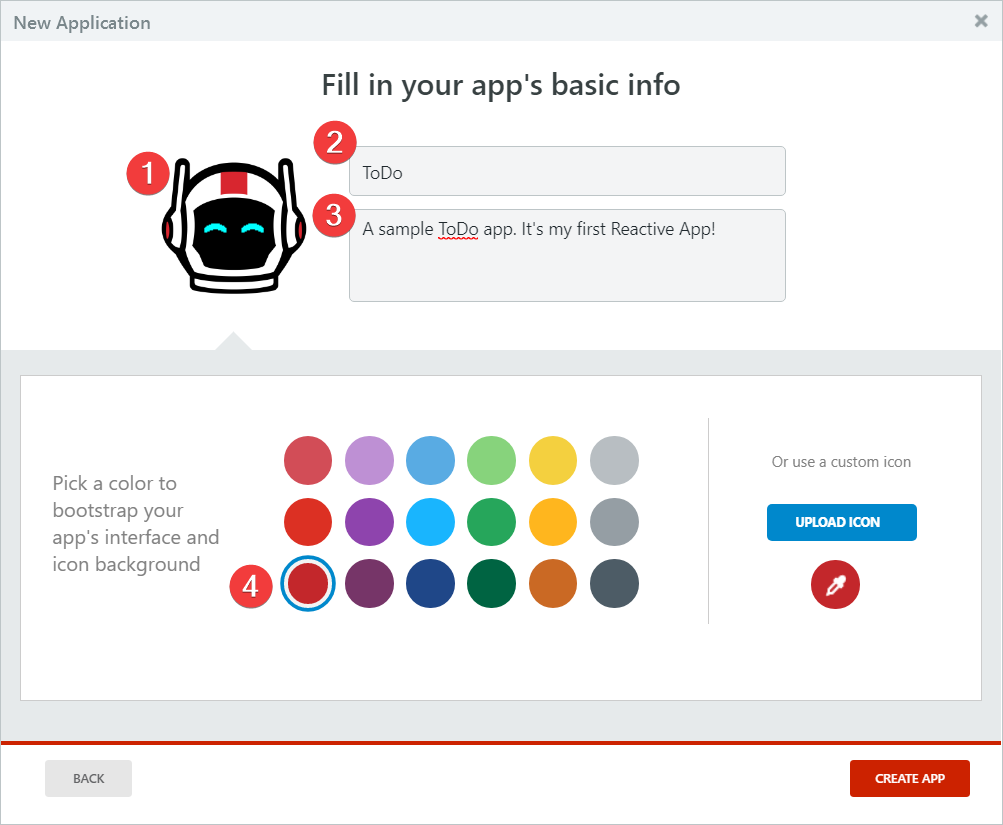 New Application
Fill in your app's basic info
1
2
ToDo
3
A sample ToDo app. It's my first Reactive App!
Pick a color to
bootstrap your
app's interface and
icon background
4
Or use a custom icon
UPLOAD ICON
BACK
CREATE APP